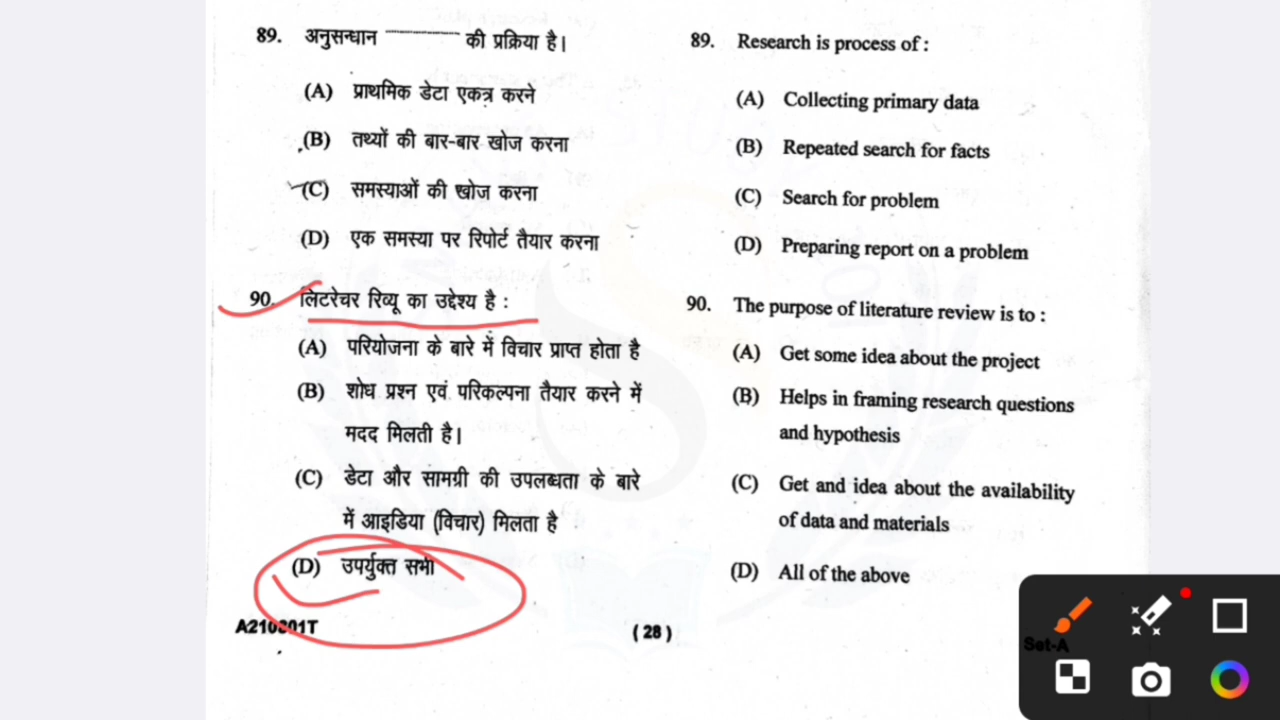 89. अनुसन्धान ---------- की प्रक्रिया है।
(A) प्राथमिक डेटा एकत्र करने
(B) तथ्यों की बार-बार खोज करना
(C) समस्याओं की खोज करना
(D) एक समस्या पर रिपोर्ट तैयार करना
90. लिटरेचर रिव्यू का उद्देश्य है :
(A) परियोजना के बारे में विचार प्राप्त होता है
(B) शोध प्रश्न एवं परिकल्पना तैयार करने में
मदद मिलती है।
(C) डेटा और सामग्री की उपलब्धता के बारे
में आइडिया (विचार) मिलता है
(D) उपर्युक्त सभी
89. Research is process of :
(A) Collecting primary data
(B) Repeated search for facts
(C) Search for problem
(D) Preparing report on a problem
90. The purpose of literature review is to :
(A) Get some idea about the project
(B) Helps in framing research questions
and hypothesis
(C) Get and idea about the availability
of data and materials
(D) All of the above
A210801T
( 28 )
Set-A